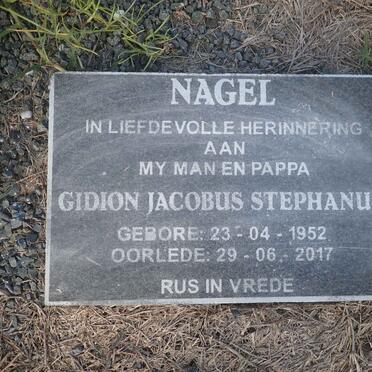 NAGEL
IN LIEFDEVOLLE HERINNERING
AAN
MY MAN EN PAPPA
GIDION JACOBUS STEPHANU
GEBORE: 23 - 04 - 1952
OORLEDE: 29 - 06 - 2017
RUS IN VREDE